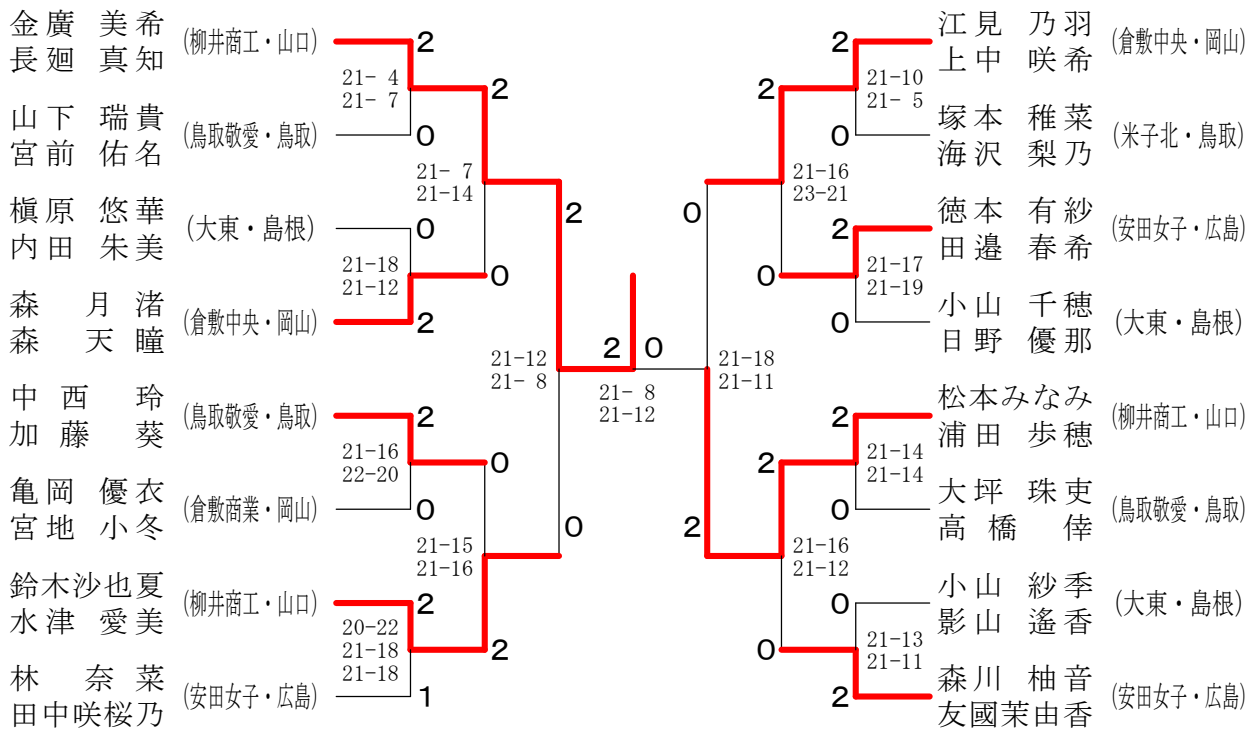 金廣 美希
長廻 真知
(柳井商工・山口)
2
21- 4
21- 7
2
山下 瑞貴
宮前 佑名
(鳥取敬愛・鳥取)
0
21- 7
21-14
2
槇原 悠華
内田 朱美
(大東・島根)
0
21-18
21-12
0
森 月渚
森 天瞳
(倉敷中央・岡山)
2
21-12
21- 8
中西 玲
加藤 葵
(鳥取敬愛・鳥取)
2
21-16
22-20
0
亀岡 優衣
宮地 小冬
(倉敷商業・岡山)
0
21-15
21-16
0
鈴木沙也夏
水津 愛美
(柳井商工・山口)
2
20-22
21-18
21-18
2
林 奈菜
田中咲桜乃
(安田女子・広島)
1
2 0
21- 8
21-12
江見 乃羽
上中 咲希
(倉敷中央・岡山)
2
21-10
21- 5
2
塚本 稚菜
海沢 梨乃
(米子北・鳥取)
0
21-16
23-21
0
徳本 有紗
田邉 春希
(安田女子・広島)
2
21-17
21-19
0
小山 千穂
日野 優那
(大東・島根)
0
21-18
21-11
松本みなみ
浦田 歩穂
(柳井商工・山口)
2
21-14
21-14
2
大坪 珠吏
高橋 倖
(鳥取敬愛・鳥取)
0
21-16
21-12
2
小山 紗季
影山 遙香
(大東・島根)
0
21-13
21-11
0
森川 柚音
友國茉由香
(安田女子・広島)
2